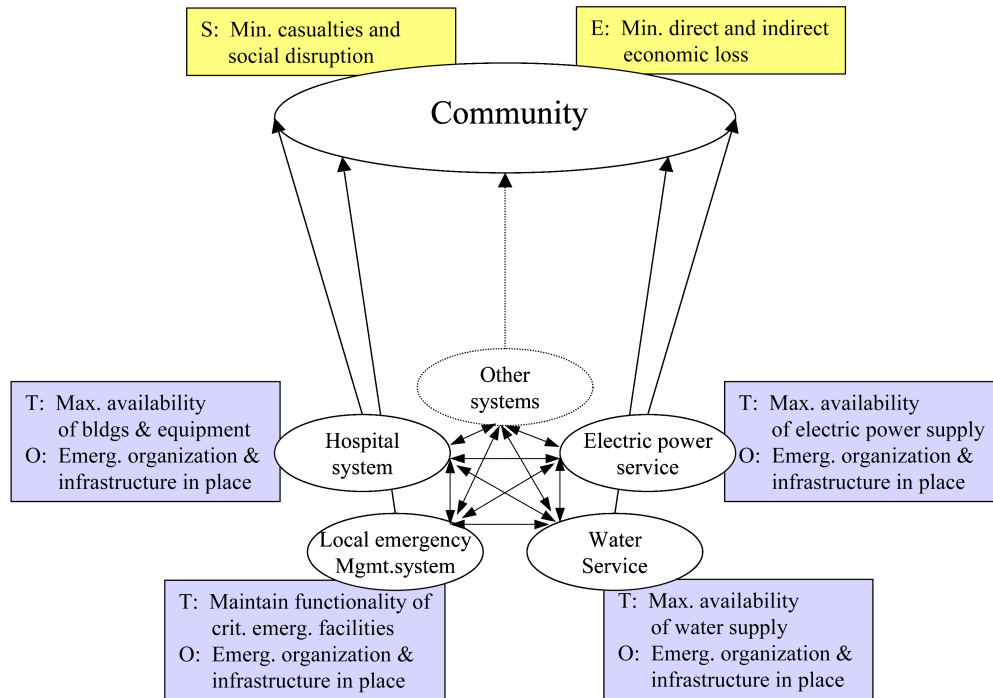 S: Min. casualties and
social disruption
E: Min. direct and indirect
economic loss
Community
Other
systems
T: Max. availability
of bldgs & equipment
O: Emerg. organization &
infrastructure in place
Hospital
system
Electric power
service
T: Max. availability
of electric power supply
O: Emerg. organization &
infrastructure in place
Local emergency
Mgmt.system
Water
Service
T: Maintain functionality of
crit. emerg. facilities
O: Emerg. organization &
infrastructure in place
T: Max. availability
of water supply
O: Emerg. organization &
infrastructure in place